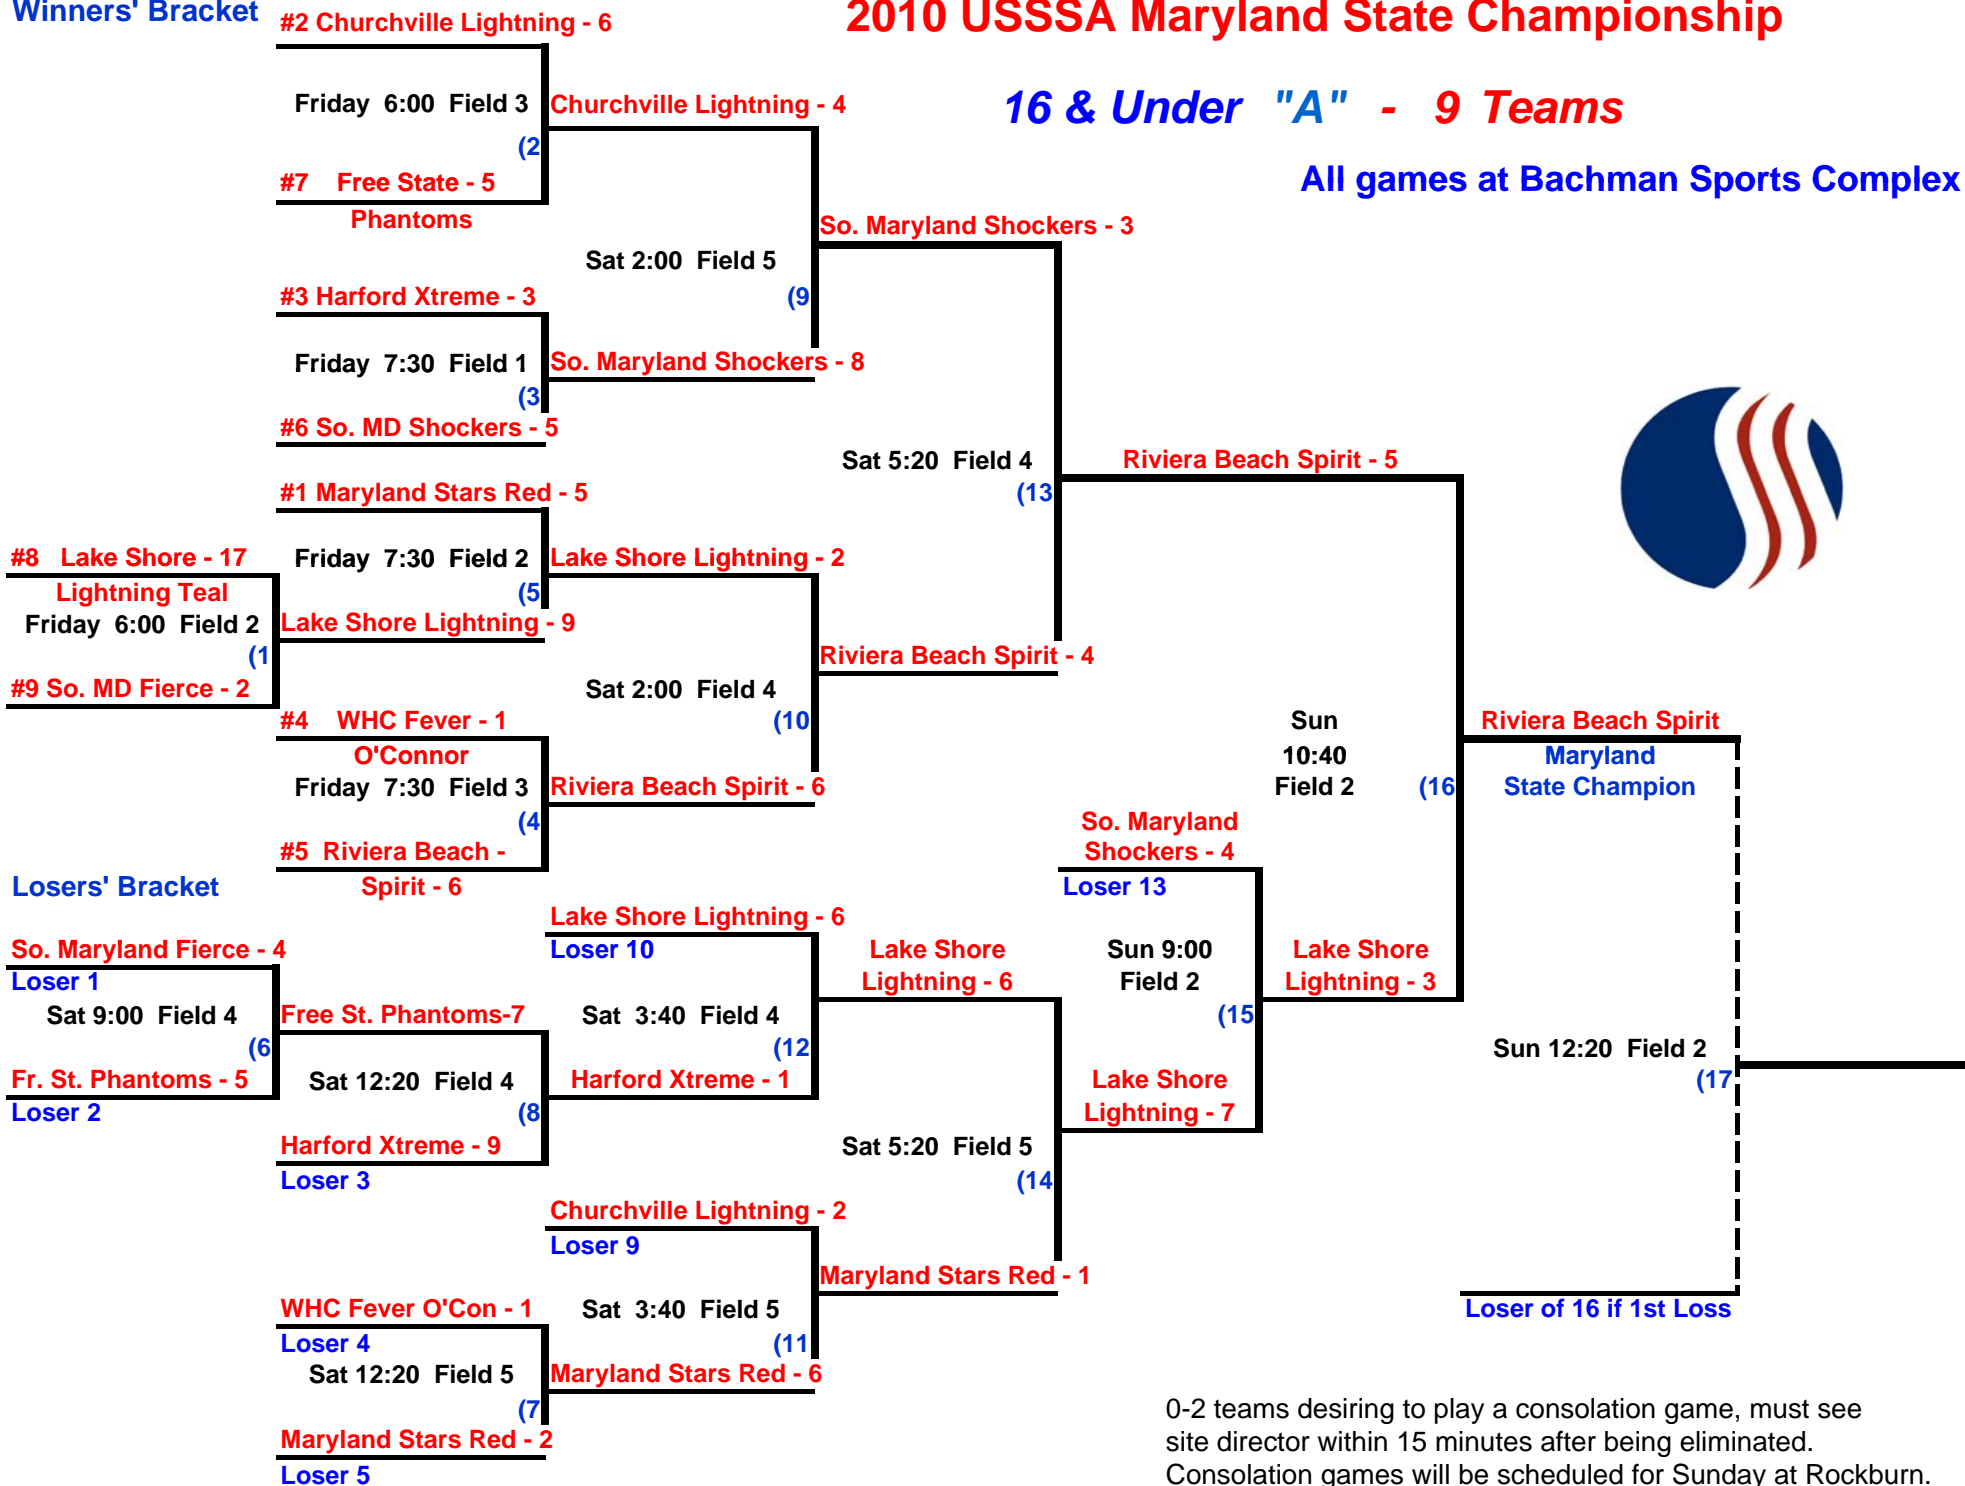 Winners' Bracket
2010 USSSA Maryland State Championship
16 & Under "A" - 9 Teams
All games at Bachman Sports Complex
#2 Churchville Lightning - 6
Friday 6:00 Field 3
(2
#7 Free State - 5
Phantoms
Churchville Lightning - 4
#3 Harford Xtreme - 3
Friday 7:30 Field 1
(3
#6 So. MD Shockers - 5
Sat 2:00 Field 5
(9
So. Maryland Shockers - 8
So. Maryland Shockers - 3
#1 Maryland Stars Red - 5
Friday 7:30 Field 2
(5
#8 Lake Shore - 17
Lightning Teal
Friday 6:00 Field 2
(1
#9 So. MD Fierce - 2
Lake Shore Lightning - 9
Lake Shore Lightning - 2
Sat 2:00 Field 4
(10
#4 WHC Fever - 1
O'Connor
Friday 7:30 Field 3
(4
#5 Riviera Beach -
Spirit - 6
Riviera Beach Spirit - 6
Riviera Beach Spirit - 4
Sat 5:20 Field 4
(13
Riviera Beach Spirit - 5
Sun
10:40
Field 2
(16
Riviera Beach Spirit
Maryland
State Champion
Losers' Bracket
So. Maryland Fierce - 4
Loser 1
Sat 9:00 Field 4
(6
Fr. St. Phantoms - 5
Loser 2
Free St. Phantoms-7
Sat 12:20 Field 4
(8
Harford Xtreme - 9
Loser 3
Lake Shore Lightning - 6
Loser 10
Sat 3:40 Field 4
(12
Harford Xtreme - 1
Lake Shore
Lightning - 6
Sat 5:20 Field 5
(14
Churchville Lightning - 2
Loser 9
Sat 3:40 Field 5
(11
Maryland Stars Red - 1
WHC Fever O'Con - 1
Loser 4
Sat 12:20 Field 5
(7
Maryland Stars Red - 2
Loser 5
Maryland Stars Red - 6
So. Maryland
Shockers - 4
Loser 13
Sun 9:00
Field 2
(15
Lake Shore
Lightning - 7
Lake Shore
Lightning - 3
Sun 12:20 Field 2
(17
Loser of 16 if 1st Loss
0-2 teams desiring to play a consolation game, must see
site director within 15 minutes after being eliminated.
Consolation games will be scheduled for Sunday at Rockburn.